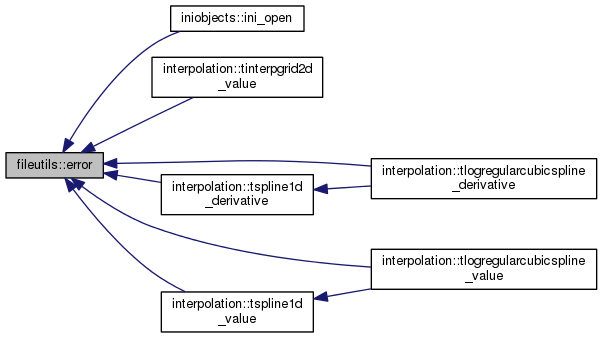 iniobjects::ini_open
interpolation::tinterpgrid2d
_value
fileutils::error
interpolation::tspline1d
_derivative
interpolation::tlogregularcubicspline
_derivative
interpolation::tlogregularcubicspline
_value
interpolation::tspline1d
_value